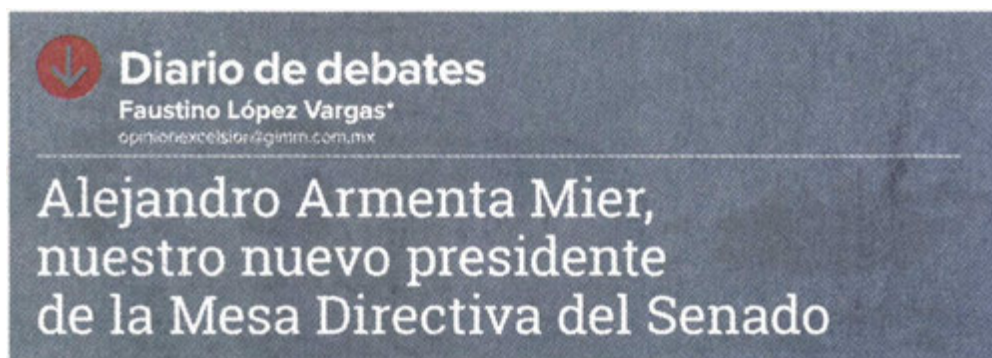 Diario de debates
Faustino López Vargas*
opinionexcelsior@gimm.com.mx
Alejandro Armenta Mier,
nuestro nuevo presidente
de la Mesa Directiva del Senado